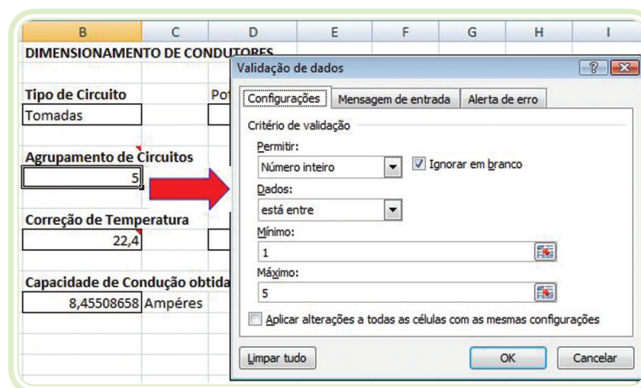 B C D E F G H I
DIMENSIONAMENTO DE CONDUTORES
Tipo de Circuito
Tomadas
Agrupamento de Circuitos
5
Correção de Temperatura
22,4
Capacidade de Condução obtida
8,45508658 Ampéres
Validação de dados
Configurações Mensagem de entrada Alerta de erro
Critério de validação
Permitir:
Número inteiro Ignorar em branco
Dados:
está entre
Mínimo:
1
Máximo:
5
Aplicar alterações a todas as células com as mesmas configurações
Limpar tudo OK Cancelar